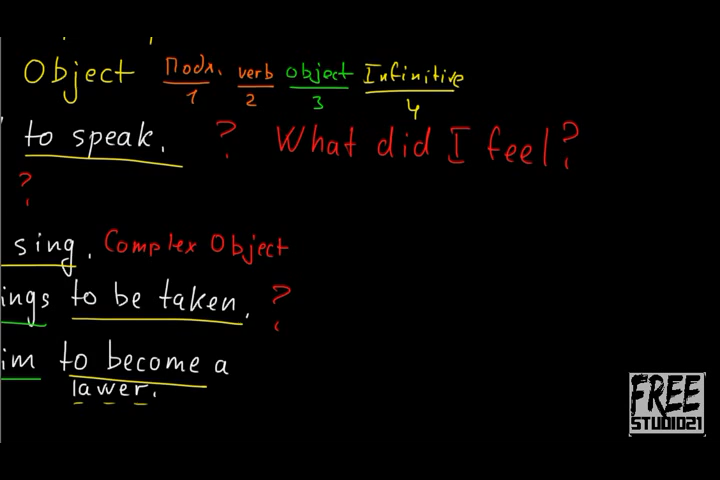 Object Подл. verb object Infinitive
1 2 3 4
to speak. ? What did I feel?
?
sing. Complex Object
ings to be taken. ?
im to become a
lawer.
FREE
STUDIO21